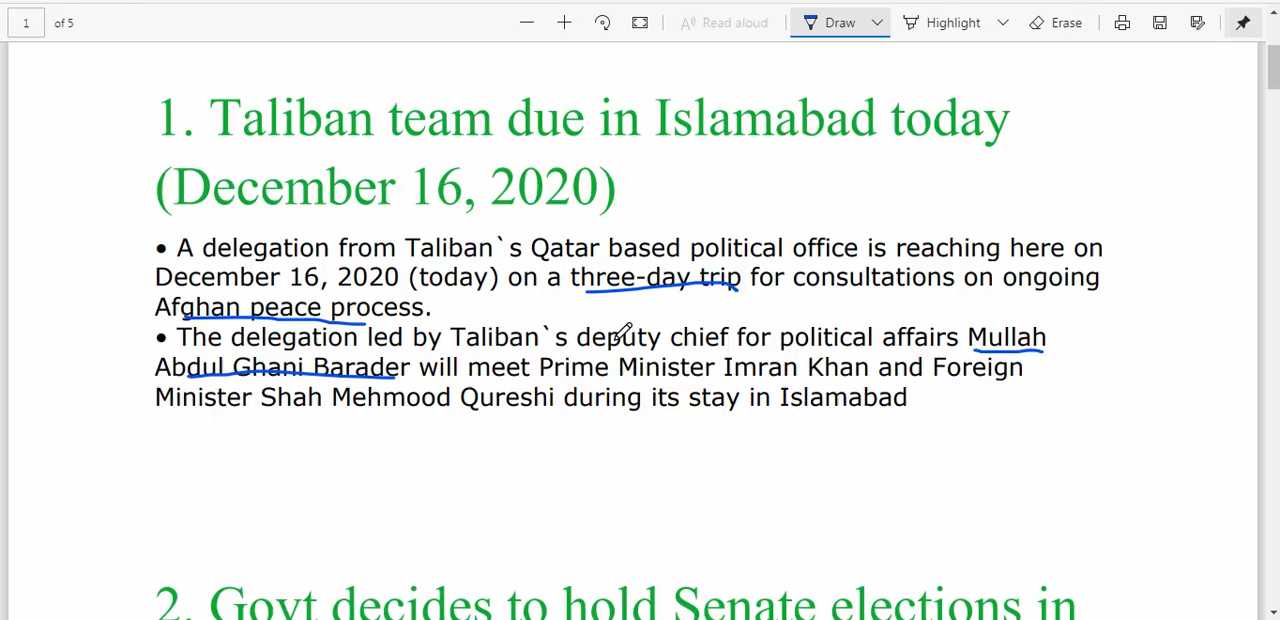 1 of 5 Read aloud Draw Highlight Erase
1. Taliban team due in Islamabad today
(December 16, 2020)
• A delegation from Taliban`s Qatar based political office is reaching here on
December 16, 2020 (today) on a three-day trip for consultations on ongoing
Afghan peace process.
• The delegation led by Taliban`s deputy chief for political affairs Mullah
Abdul Ghani Barader will meet Prime Minister Imran Khan and Foreign
Minister Shah Mehmood Qureshi during its stay in Islamabad
2. Govt decides to hold Senate elections in